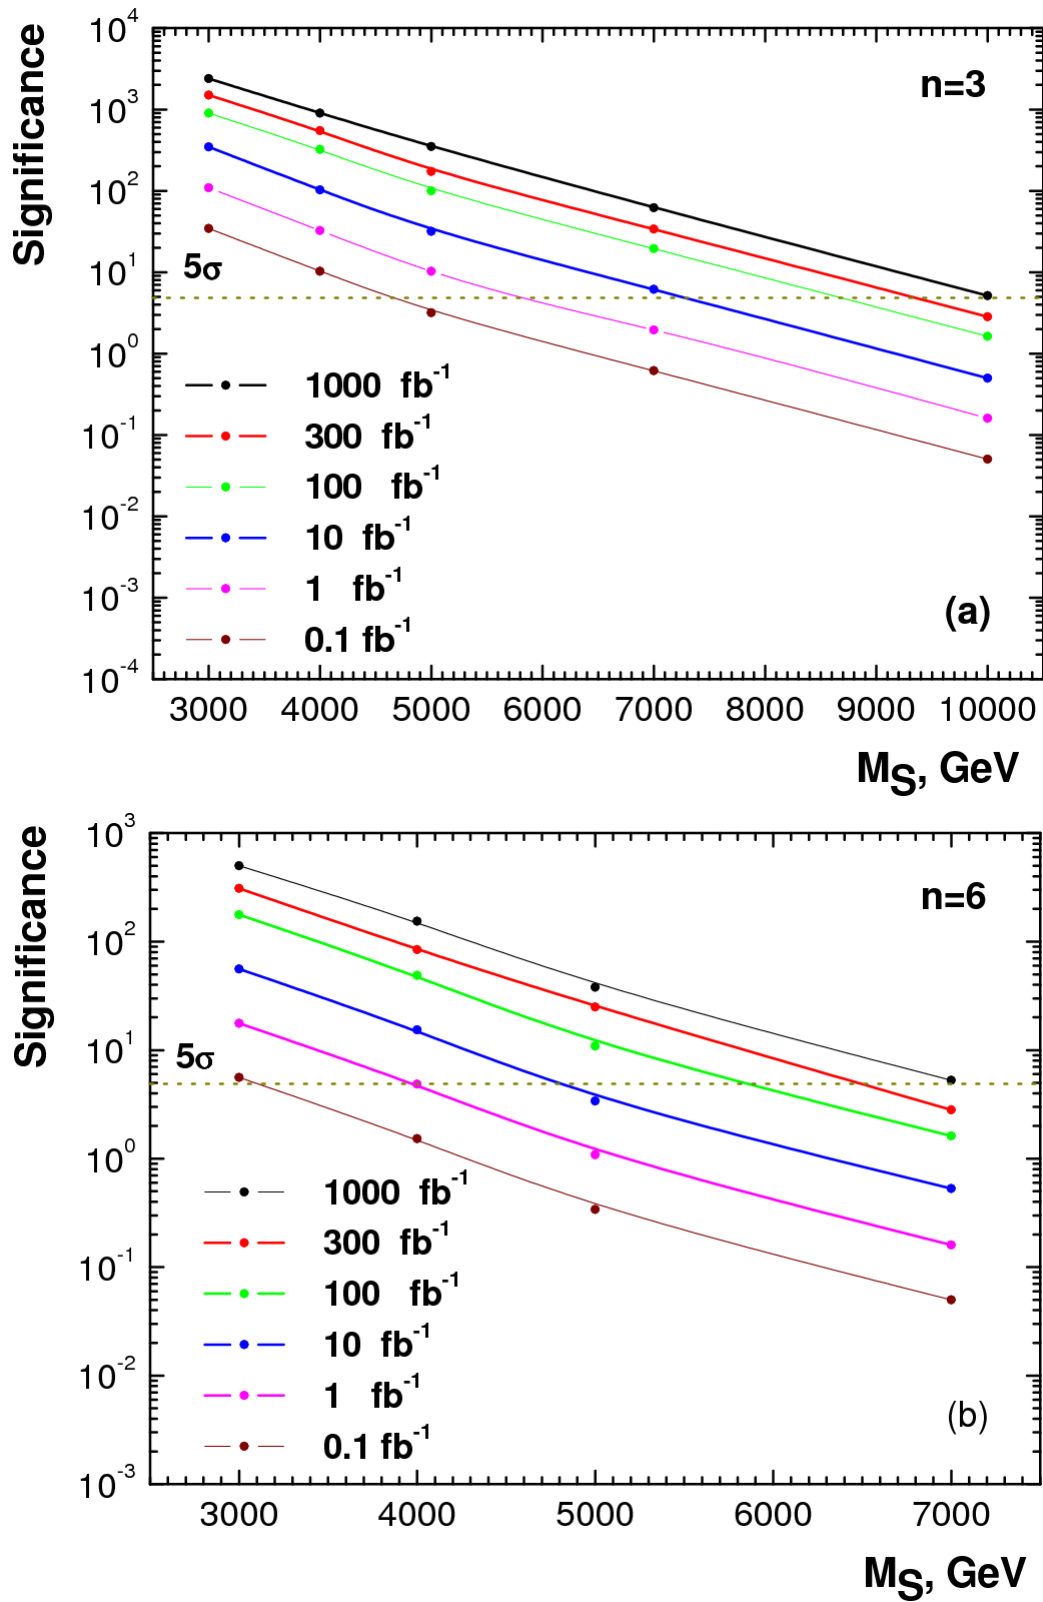 Significance
10^4
10^3
10^2
10^1
10^0
10^-1
10^-2
10^-3
10^-4
n=3
5σ
1000 fb^-1
300 fb^-1
100 fb^-1
10 fb^-1
1 fb^-1
0.1 fb^-1
(a)
3000 4000 5000 6000 7000 8000 9000 10000
M_S, GeV
Significance
10^3
10^2
10^1
10^0
10^-1
10^-2
10^-3
n=6
5σ
1000 fb^-1
300 fb^-1
100 fb^-1
10 fb^-1
1 fb^-1
0.1 fb^-1
(b)
3000 4000 5000 6000 7000
M_S, GeV